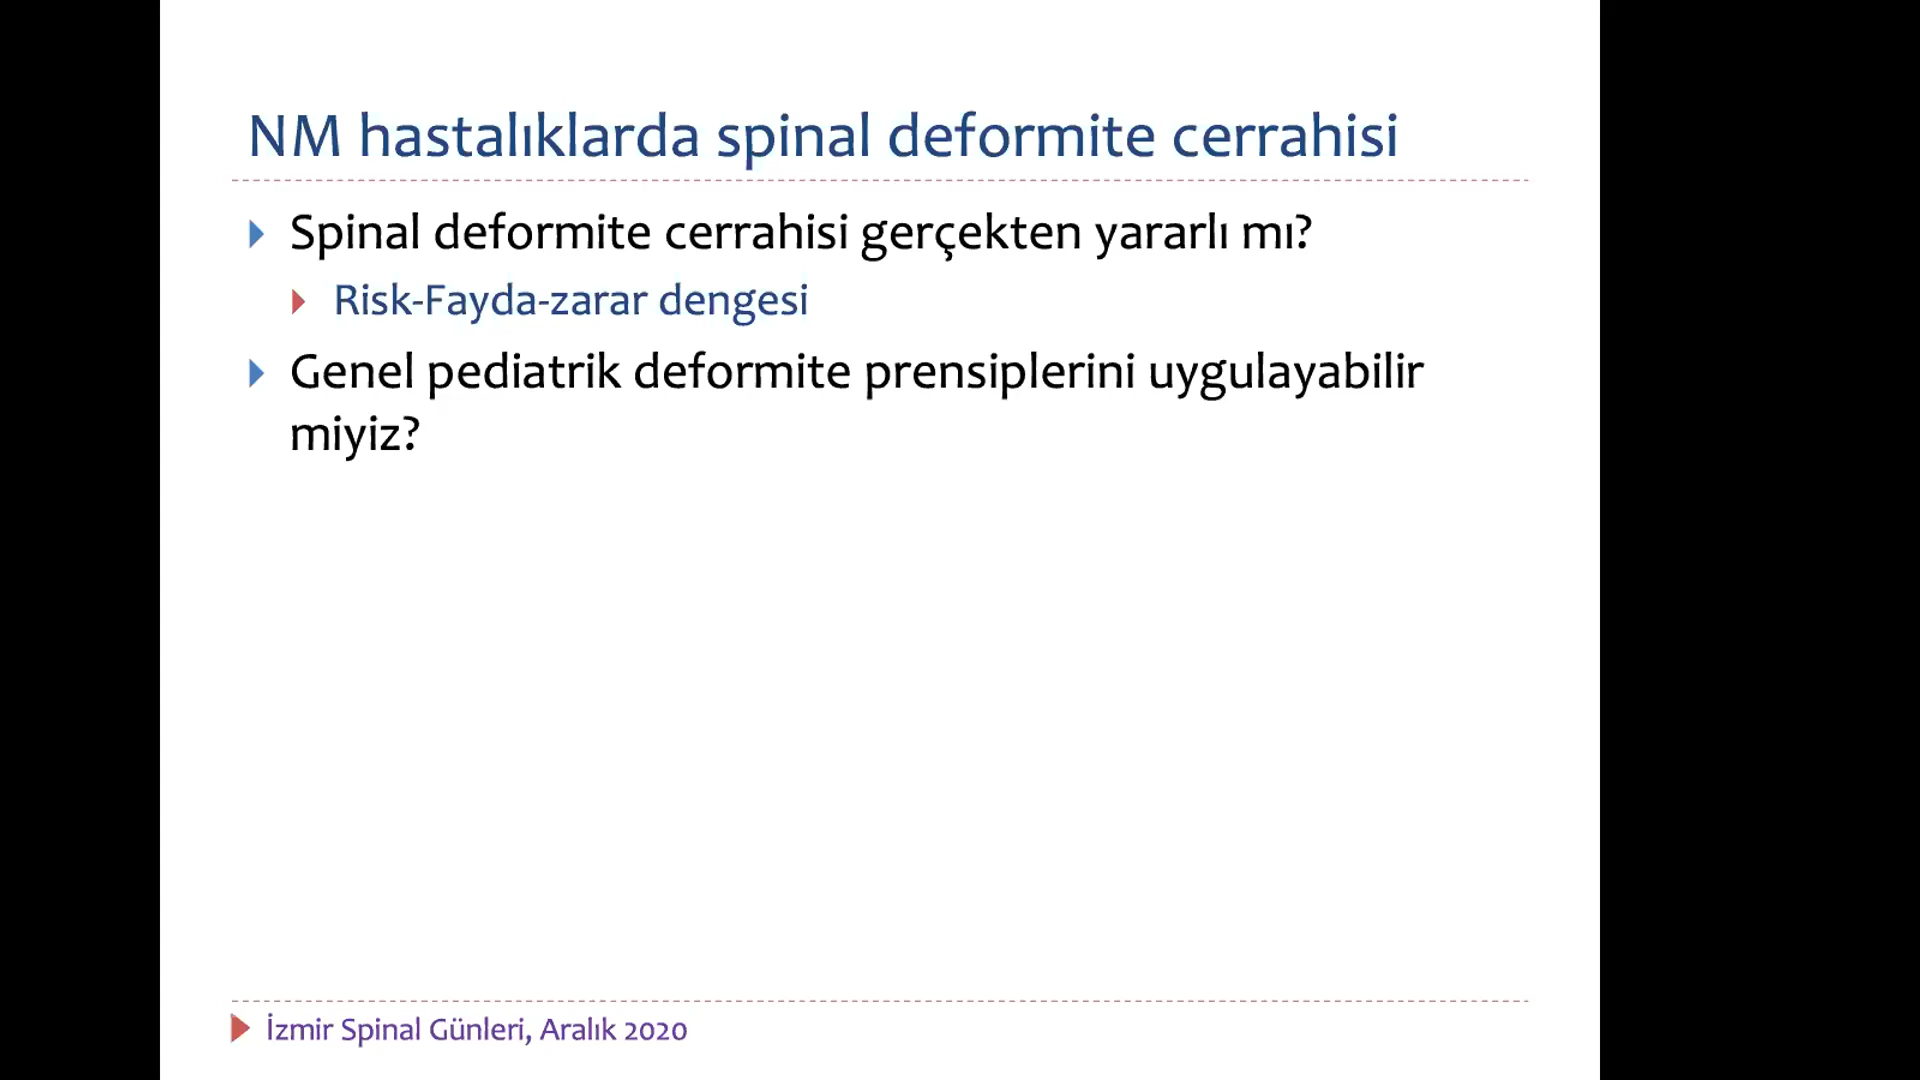 NM hastalıklarda spinal deformite cerrahisi
Spinal deformite cerrahisi gerçekten yararlı mı?
Risk-Fayda-zarar dengesi
Genel pediatrik deformite prensiplerini uygulayabilir
miyiz?
İzmir Spinal Günleri, Aralık 2020